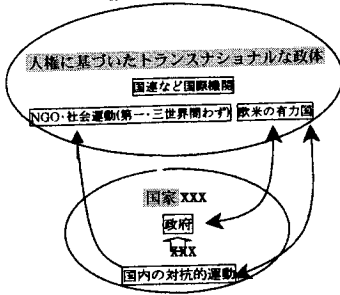 人権に基づいたトランスナショナルな政体
国連など国際機関
NGO・社会運動(第一・三世界問わず) 欧米の有力国
国家 XXX
政府
XXX
国内の対抗的運動